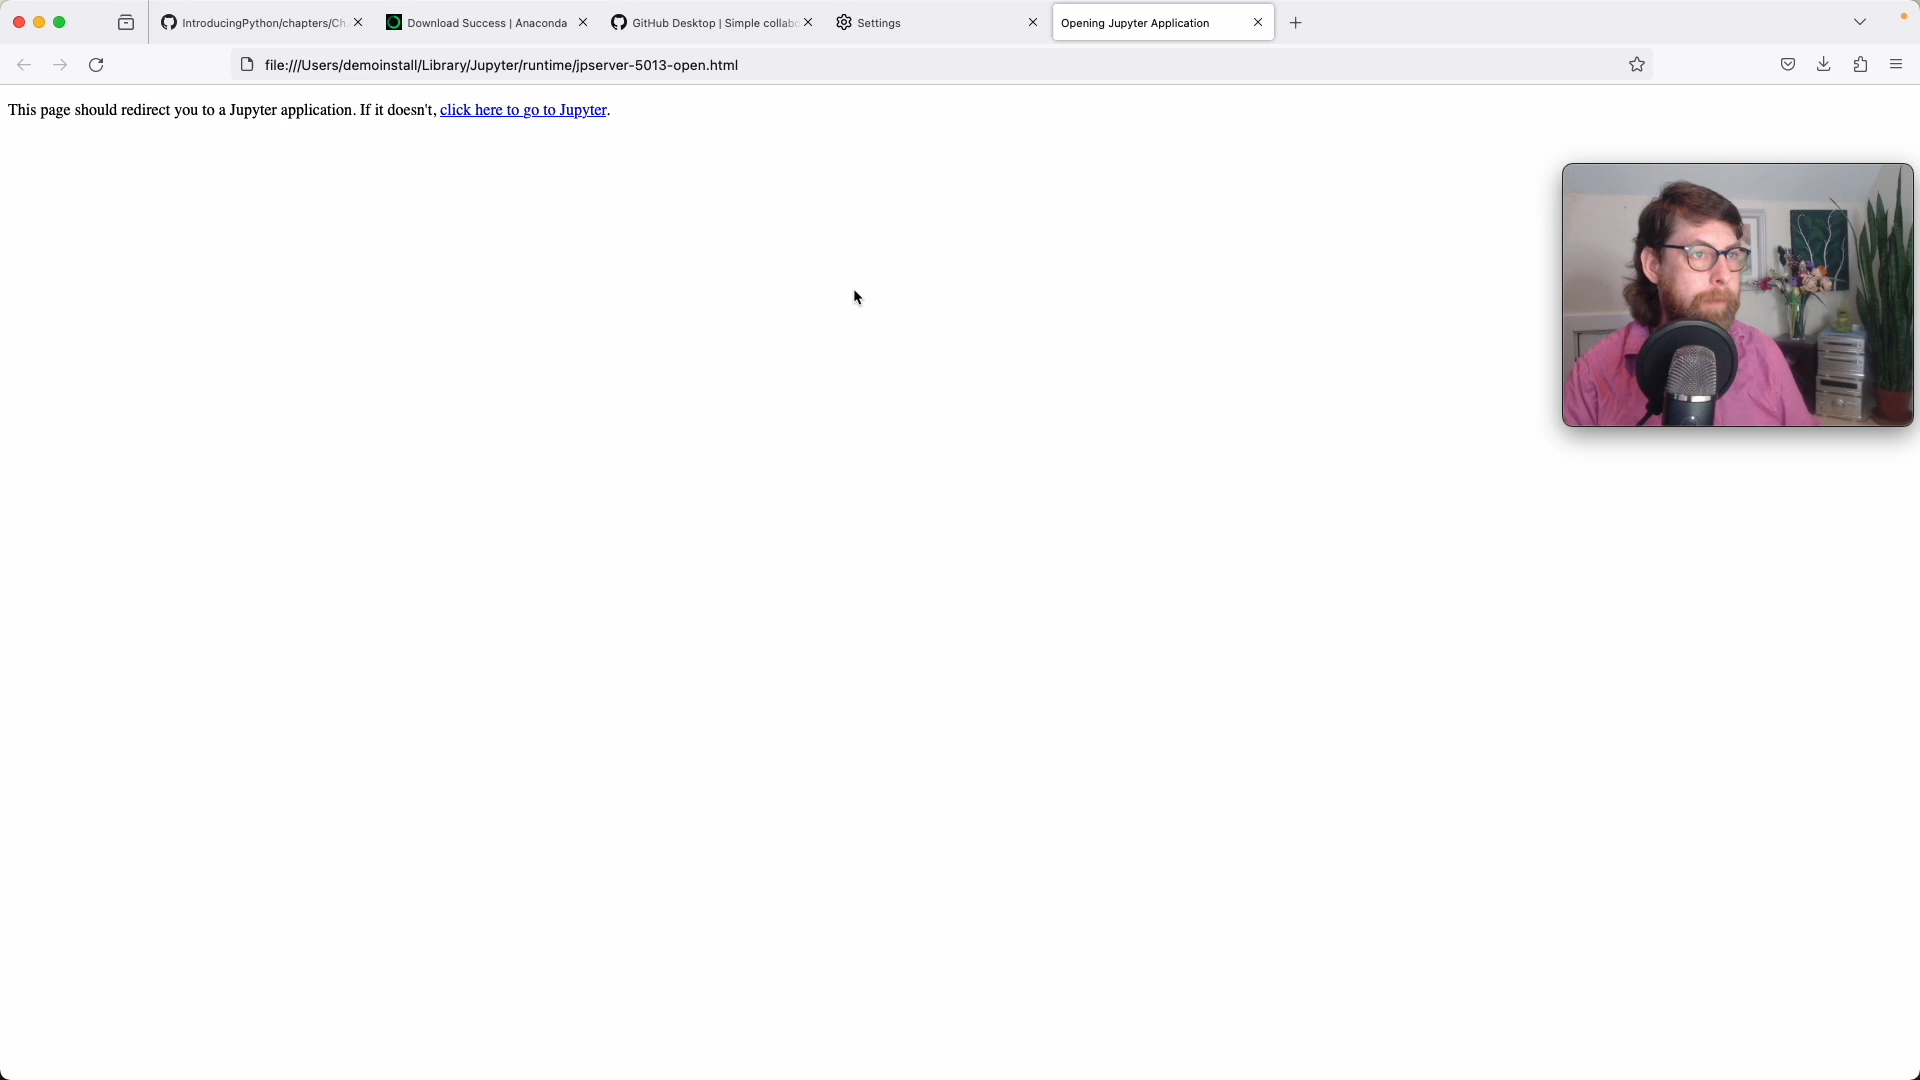 IntroducingPython/chapters/Ch
Download Success | Anaconda
GitHub Desktop | Simple collabo
Settings
Opening Jupyter Application
file:///Users/demoinstall/Library/Jupyter/runtime/jpserver-5013-open.html
This page should redirect you to a Jupyter application. If it doesn't, click here to go to Jupyter.